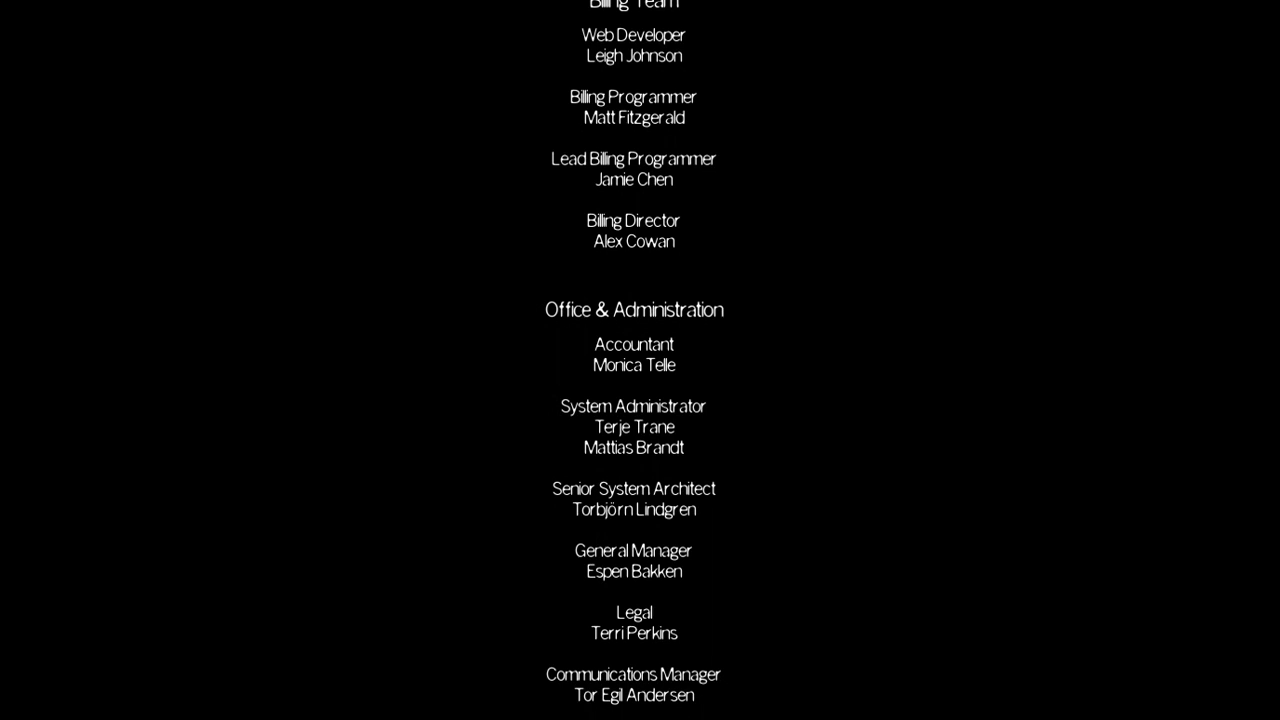 Billing Team
Web Developer
Leigh Johnson
Billing Programmer
Matt Fitzgerald
Lead Billing Programmer
Jamie Chen
Billing Director
Alex Cowan
Office & Administration
Accountant
Monica Telle
System Administrator
Terje Trane
Mattias Brandt
Senior System Architect
Torbjörn Lindgren
General Manager
Espen Bakken
Legal
Terri Perkins
Communications Manager
Tor Egil Andersen